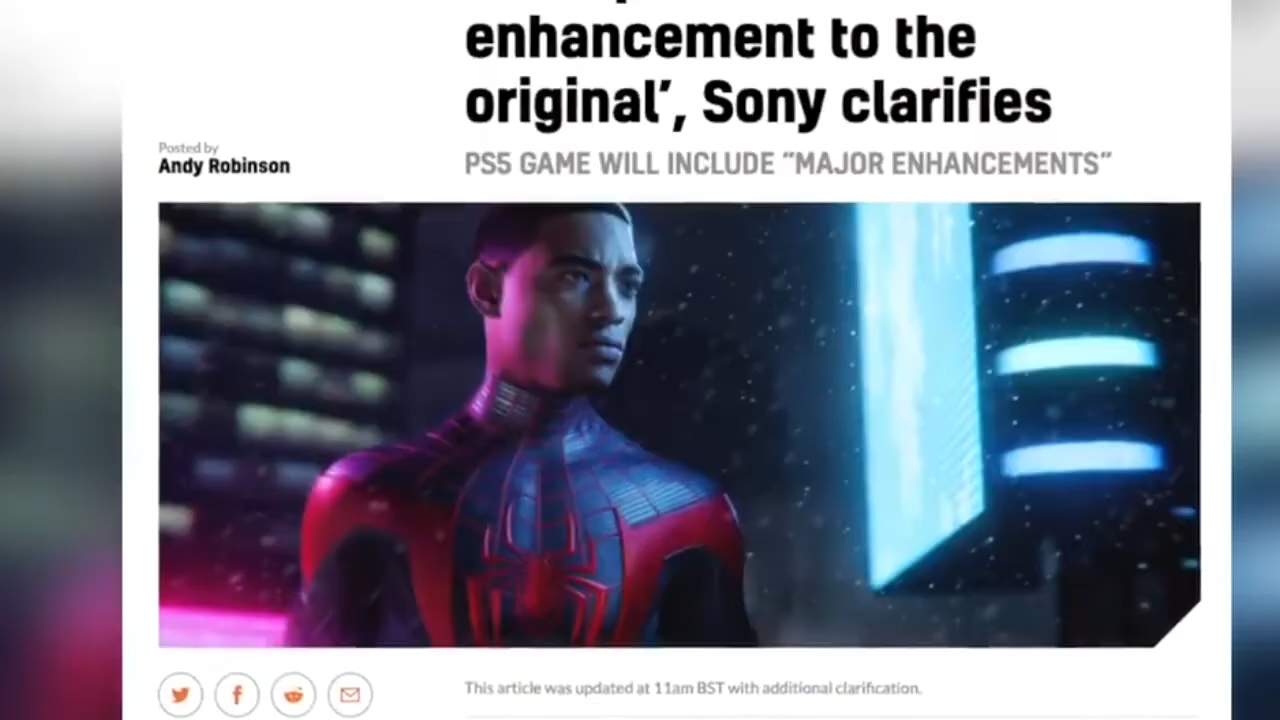 enhancement to the
original’, Sony clarifies
Posted by
Andy Robinson
PS5 GAME WILL INCLUDE “MAJOR ENHANCEMENTS”
This article was updated at 11am BST with additional clarification.